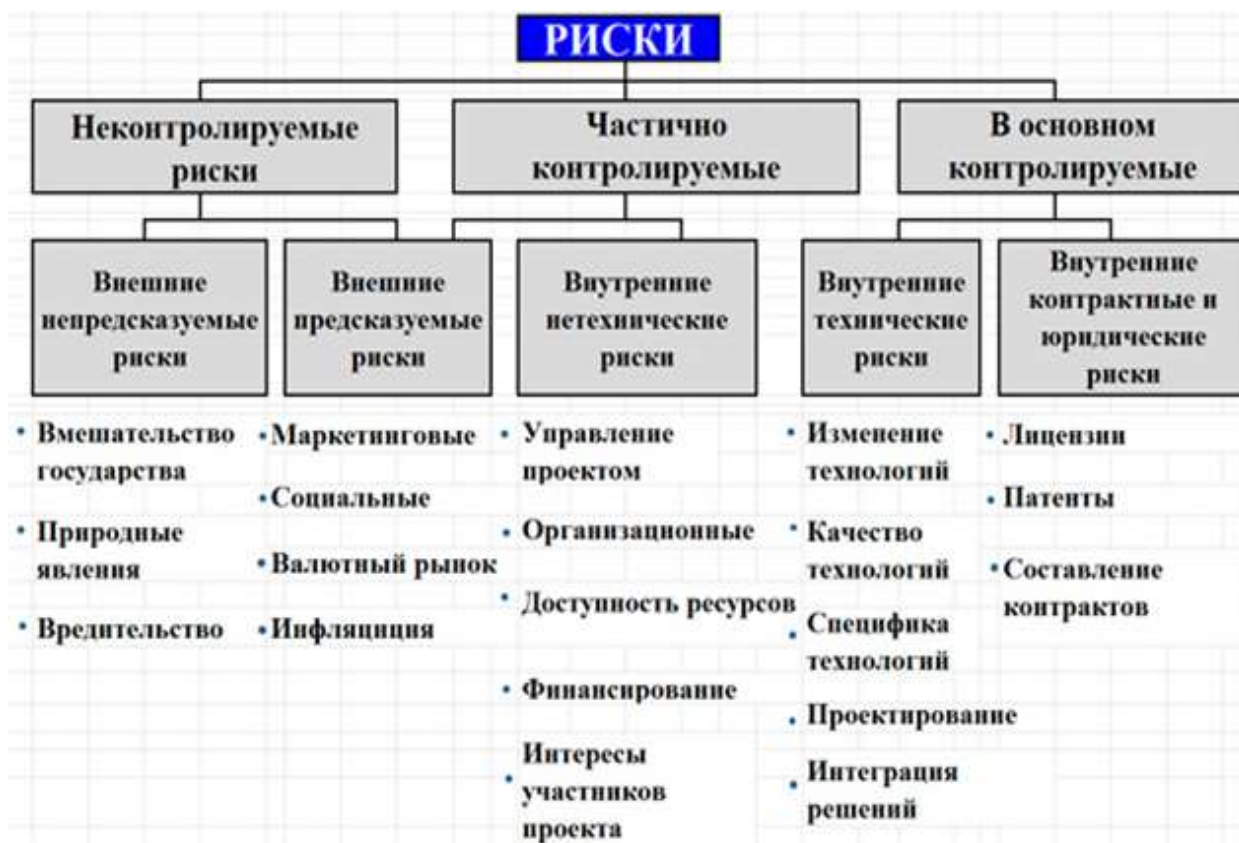 РИСКИ
Неконтролируемые
риски
Частично
контролируемые
В основном
контролируемые
Внешние
непредсказуемые
риски
Внешние
предсказуемые
риски
Внутренние
нетехнические
риски
Внутренние
технические
риски
Внутренние
контрактные и
юридические
риски
• Вмешательство
государства
• Природные
явления
• Вредительство
• Маркетинговые
• Социальные
• Валютный рынок
• Инфляциция
• Управление
проектом
• Организационные
• Доступность ресурсов
• Финансирование
• Интересы
участников
проекта
• Изменение
технологий
• Качество
технологий
• Специфика
технологий
• Проектирование
• Интеграция
решений
• Лицензии
• Патенты
• Составление
контрактов